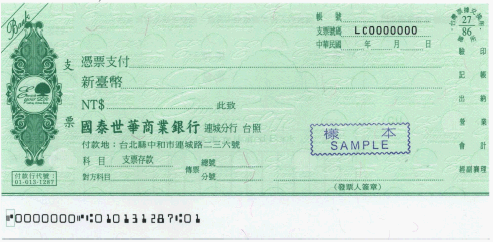 Bank
支票
帳號
支票號碼 LC0000000
中華民國 年 月 日
27
86
憑票支付
新臺幣
NT$ 此致
國泰世華商業銀行 連城分行 台照
付款地：台北縣中和市連城路二三六號
科目 支票存款
對方科目
傳票 總號
分號
樣本
SAMPLE
(發票人簽章)
驗印
記帳
出納
營業
會計
經副襄理
付款行代號：
01-013-1287
0000000 010131287 01